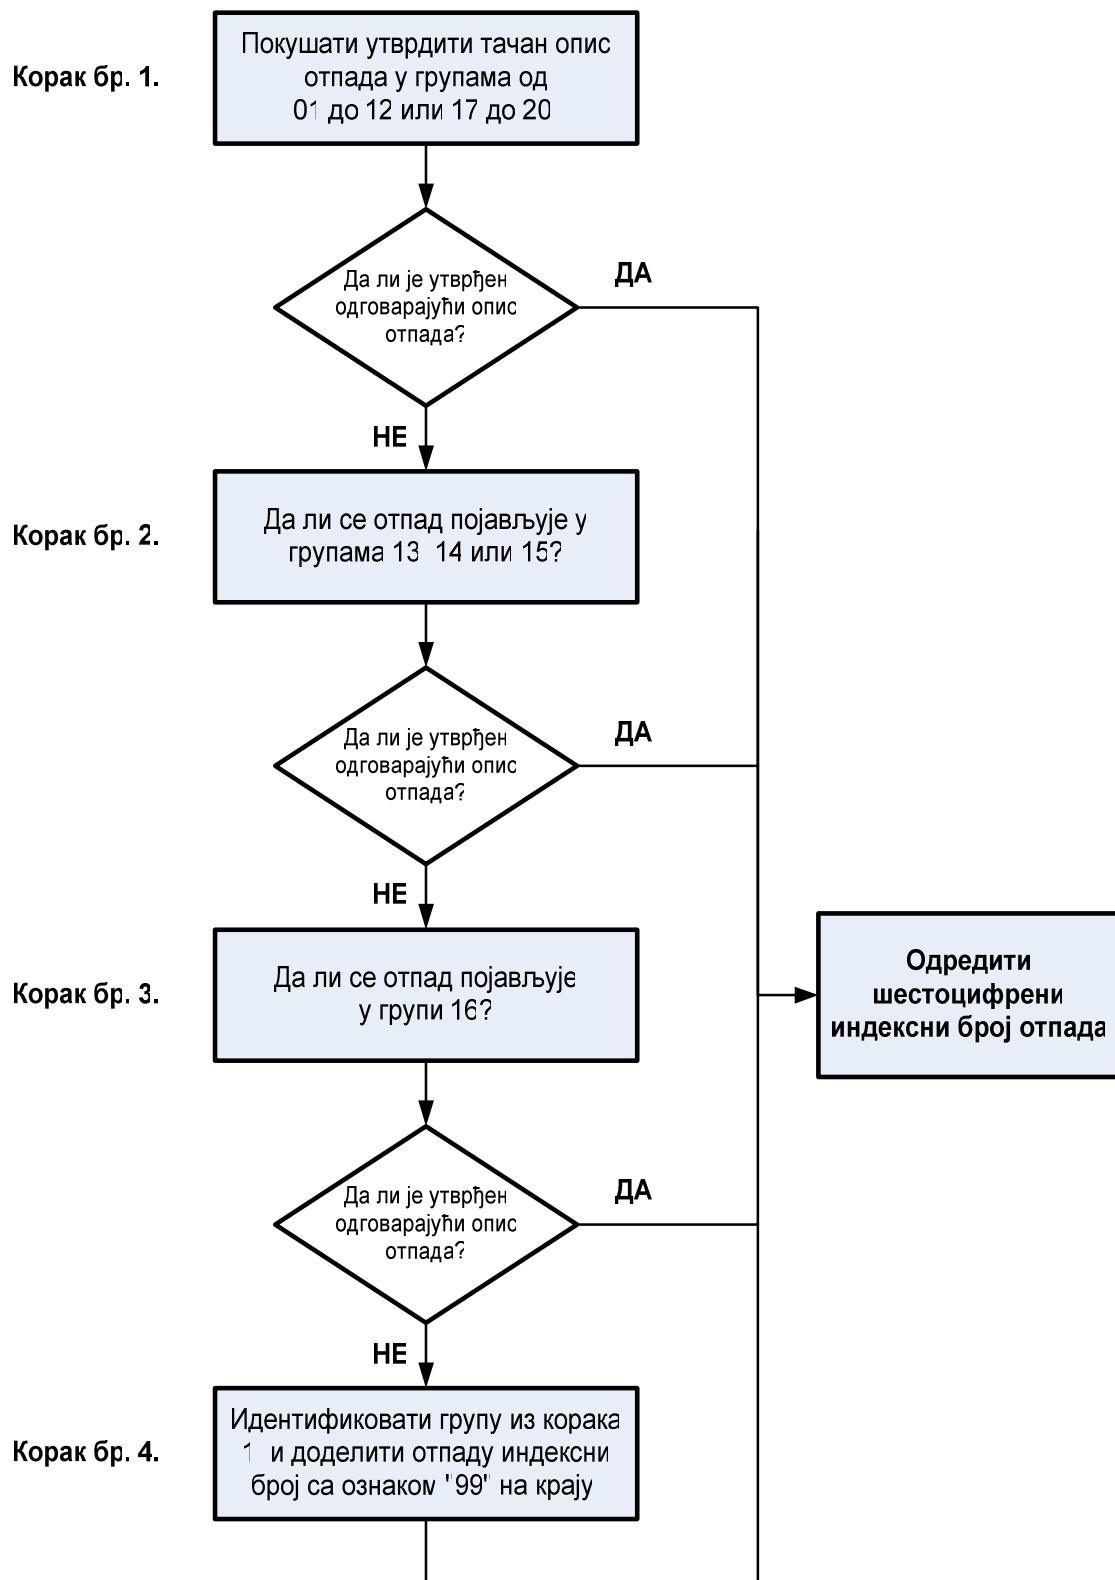 Корак бр. 1.
Покушати утврдити тачан опис
отпада у групама од
01 до 12 или 17 до 20
Да ли је утврђен
одговарајући опис
отпада?
ДА
НЕ
Корак бр. 2.
Да ли се отпад појављује у
групама 13 14 или 15?
Да ли је утврђен
одговарајући опис
отпада?
ДА
НЕ
Корак бр. 3.
Да ли се отпад појављује
у групи 16?
Одредити
шестоцифрени
индексни број отпада
Да ли је утврђен
одговарајући опис
отпада?
ДА
НЕ
Корак бр. 4.
Идентификовати групу из корака
1 и доделити отпаду индексни
број са ознаком "99" на крају